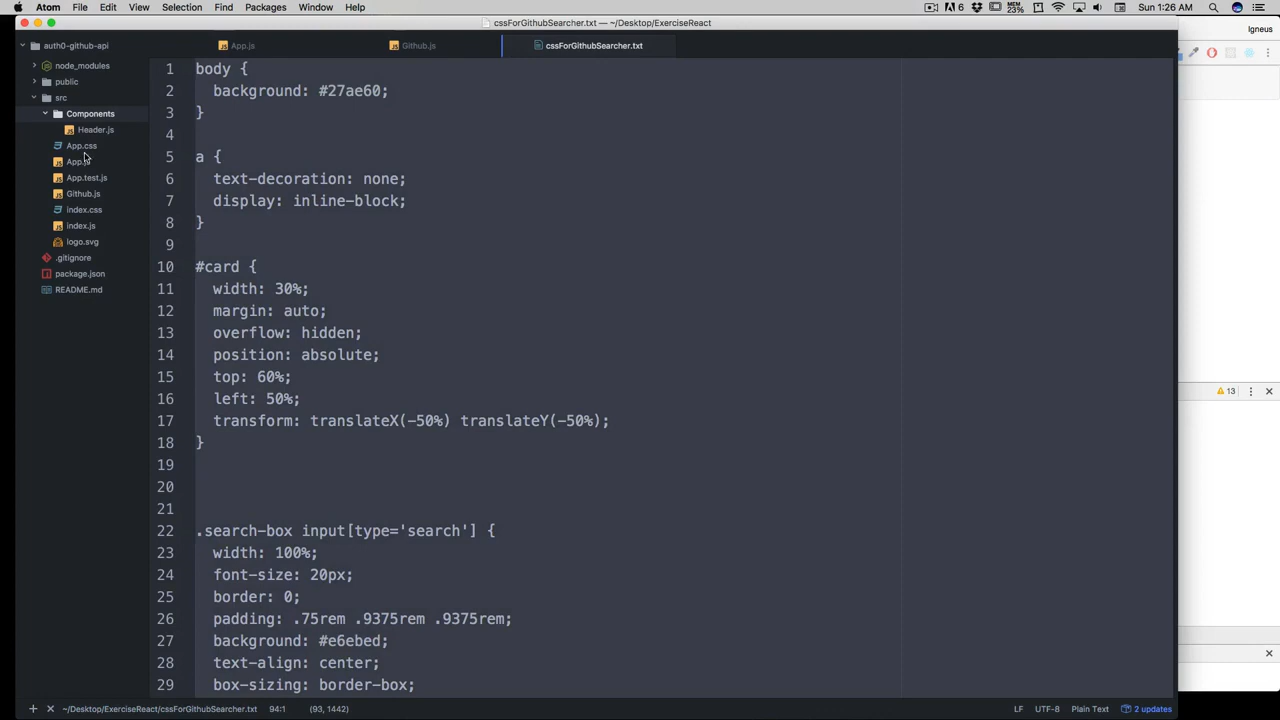 Atom File Edit View Selection Find Packages Window Help
6 MEM 23% Sun 1:26 AM
cssForGithubSearcher.txt — ~/Desktop/ExerciseReact
Igneus
auth0-github-api
App.js Github.js cssForGithubSearcher.txt
node_modules
public
src
Components
Header.js
App.css
App.js
App.test.js
Github.js
index.css
index.js
logo.svg
.gitignore
package.json
README.md
1 body {
2 background: #27ae60;
3 }
4
5 a {
6 text-decoration: none;
7 display: inline-block;
8 }
9
10 #card {
11 width: 30%;
12 margin: auto;
13 overflow: hidden;
14 position: absolute;
15 top: 60%;
16 left: 50%;
17 transform: translateX(-50%) translateY(-50%);
18 }
19
20
21
22 .search-box input[type='search'] {
23 width: 100%;
24 font-size: 20px;
25 border: 0;
26 padding: .75rem .9375rem .9375rem;
27 background: #e6ebed;
28 text-align: center;
29 box-sizing: border-box;
13
~/Desktop/ExerciseReact/cssForGithubSearcher.txt 94:1 (93, 1442) LF UTF-8 Plain Text 2 updates